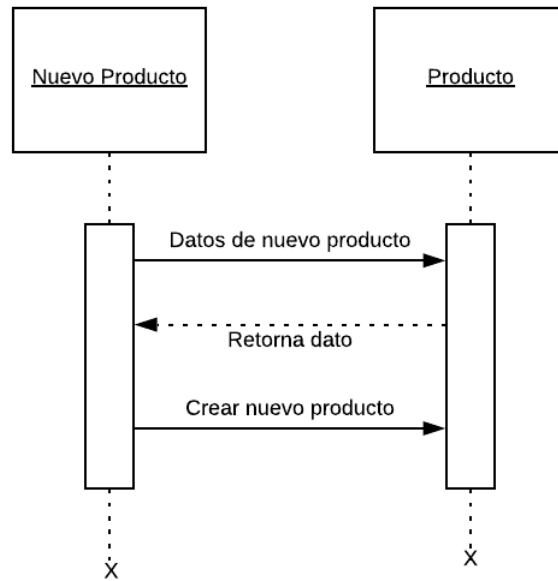 Nuevo Producto
Producto
Datos de nuevo producto
Retorna dato
Crear nuevo producto
X
X